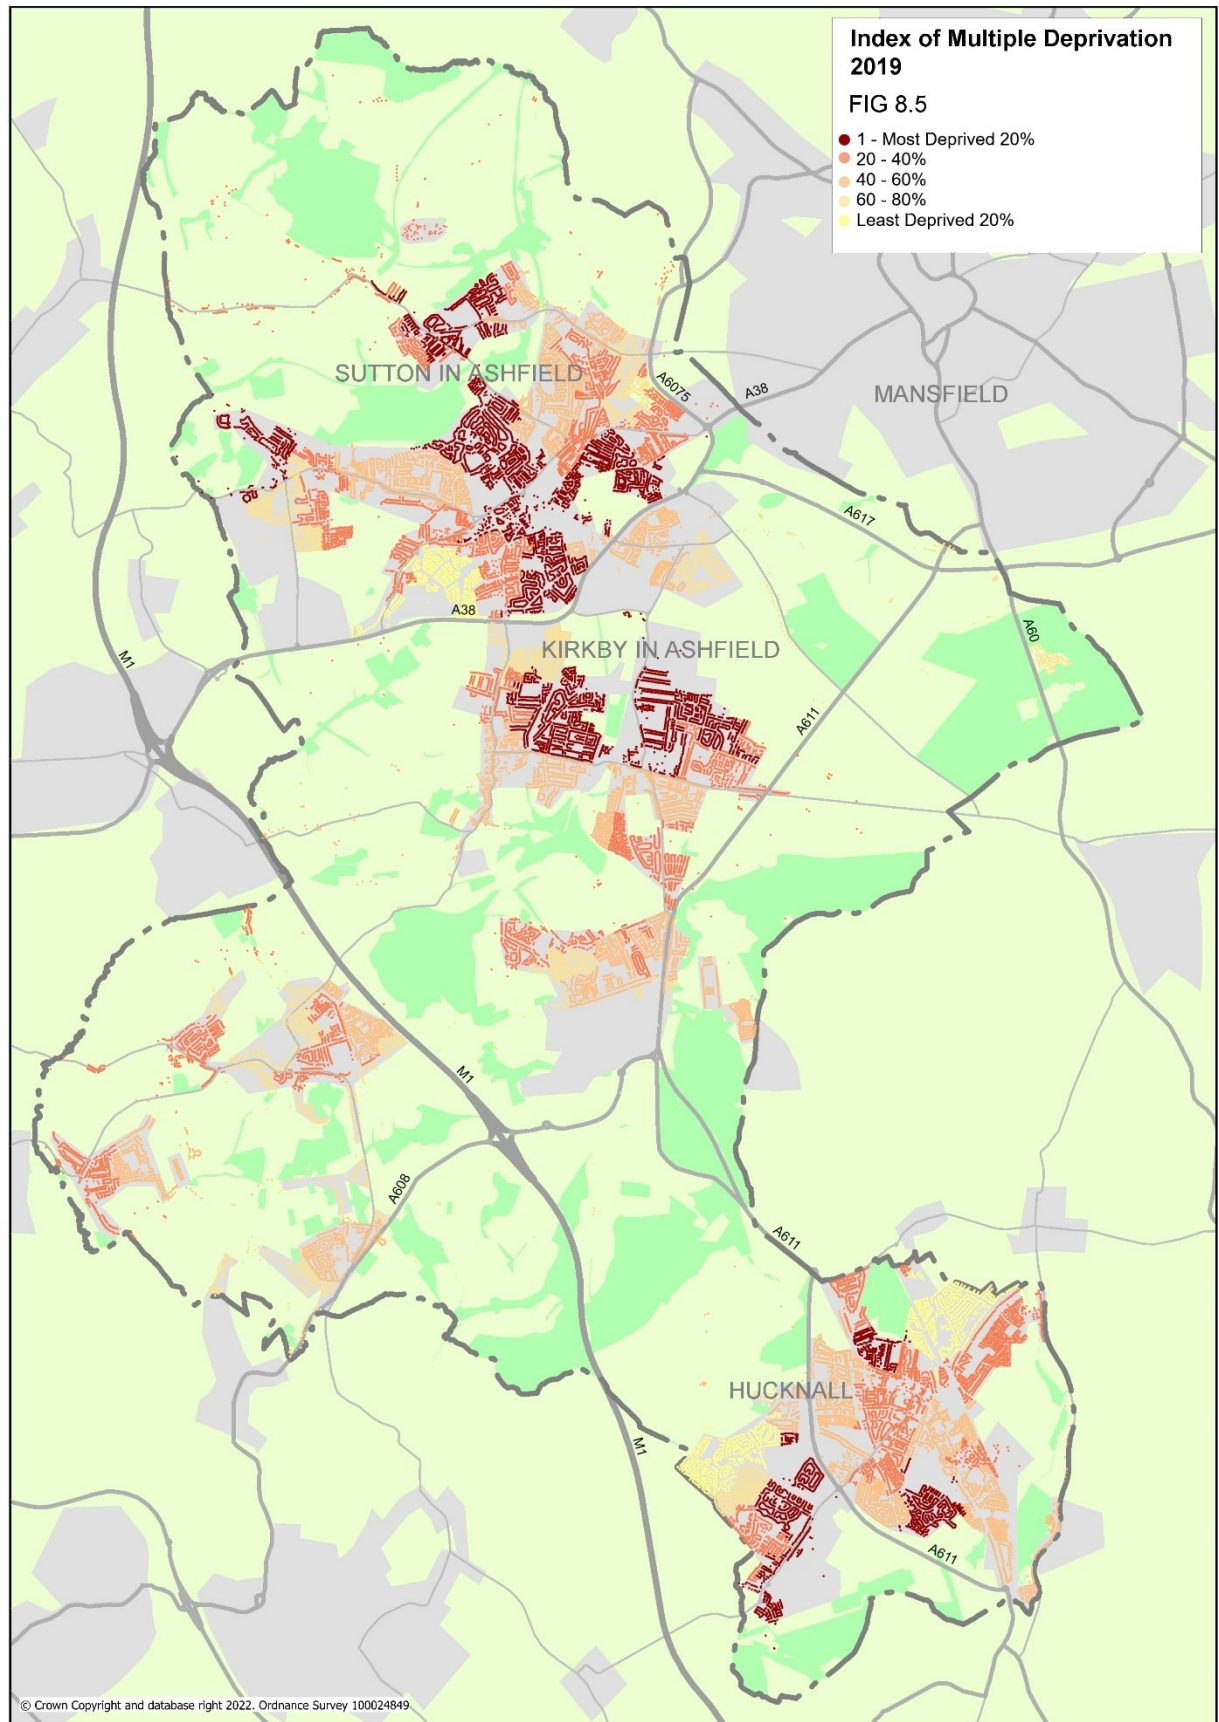 Index of Multiple Deprivation
2019
FIG 8.5
1 - Most Deprived 20%
20 - 40%
40 - 60%
60 - 80%
Least Deprived 20%
SUTTON IN ASHFIELD
A6075
A38
MANSFIELD
A617
A38
M1
KIRKBY IN ASHFIELD
A60
A611
M1
A608
A611
HUCKNALL
M1
A611
© Crown Copyright and database right 2022. Ordnance Survey 100024849